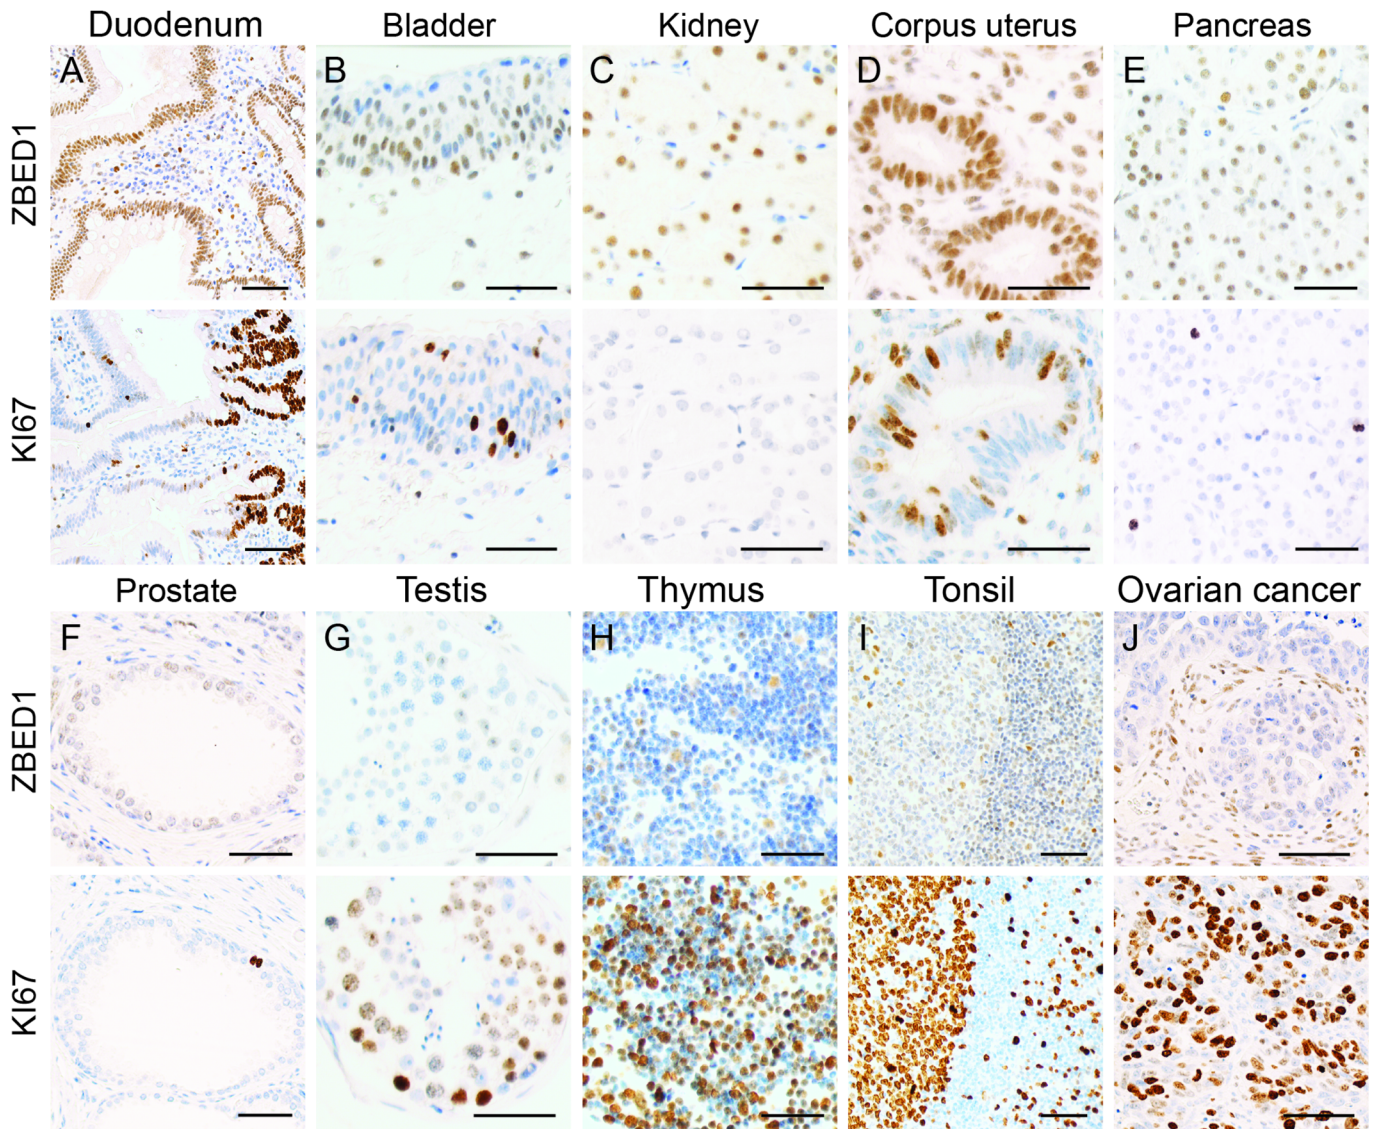 Duodenum Bladder Kidney Corpus uterus Pancreas
ZBED1 A B C D E
KI67
Prostate Testis Thymus Tonsil Ovarian cancer
ZBED1 F G H I J
KI67